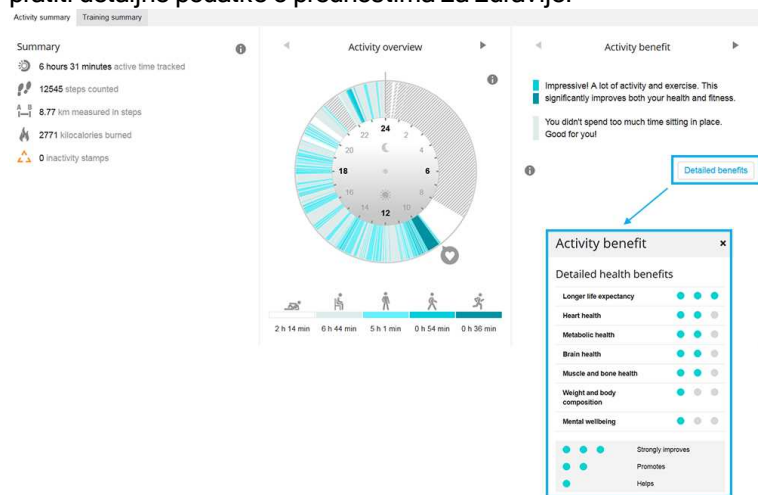 pratiti detaljne podatke o prednostima za zdravlje.
Activity summary Training summary
Summary
6 hours 31 minutes active time tracked
12545 steps counted
A B
8.77 km measured in steps
2771 kilocalories burned
0 inactivity stamps
Activity overview
24
22 2
20 4
18 6
16 8
14 10
12
2 h 14 min 6 h 44 min 5 h 1 min 0 h 54 min 0 h 36 min
Activity benefit
Impressive! A lot of activity and exercise. This
significantly improves both your health and fitness.
You didn't spend too much time sitting in place.
Good for you!
Detailed benefits
Activity benefit ×
Detailed health benefits
Longer life expectancy
Heart health
Metabolic health
Brain health
Muscle and bone health
Weight and body
composition
Mental wellbeing
Strongly improves
Promotes
Helps